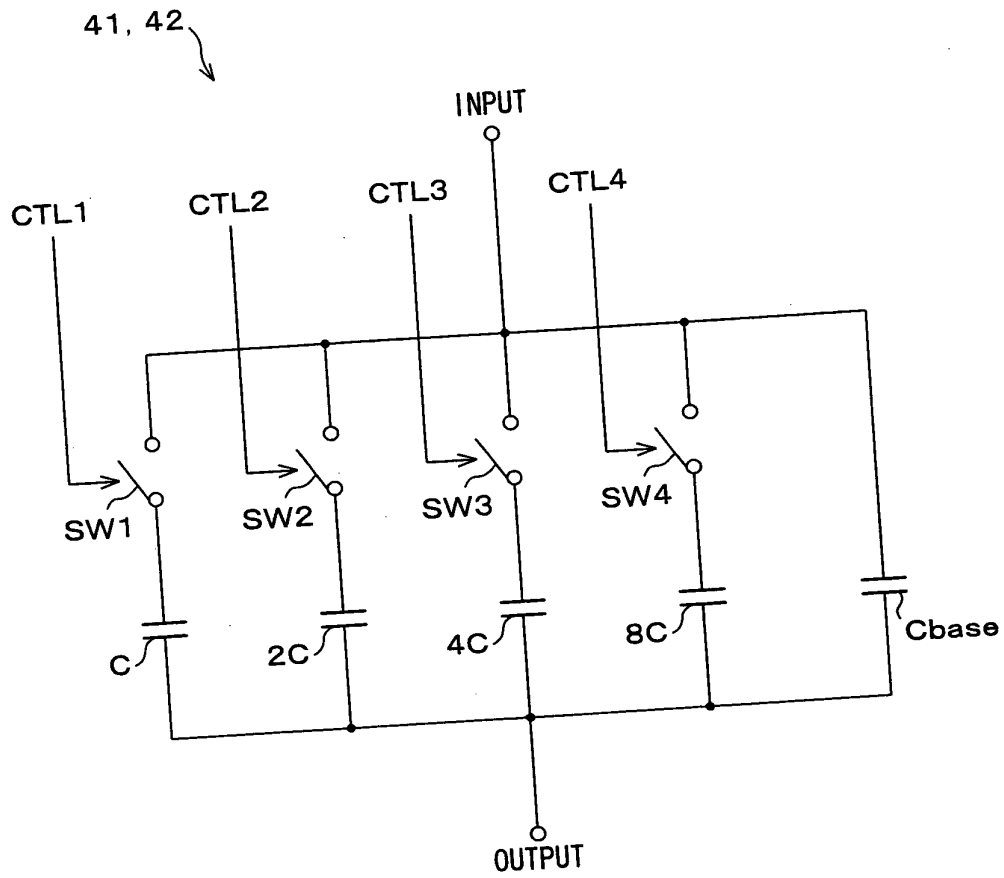 41, 42
INPUT
CTL1
CTL2
CTL3
CTL4
SW1
SW2
SW3
SW4
C
2C
4C
8C
Cbase
OUTPUT